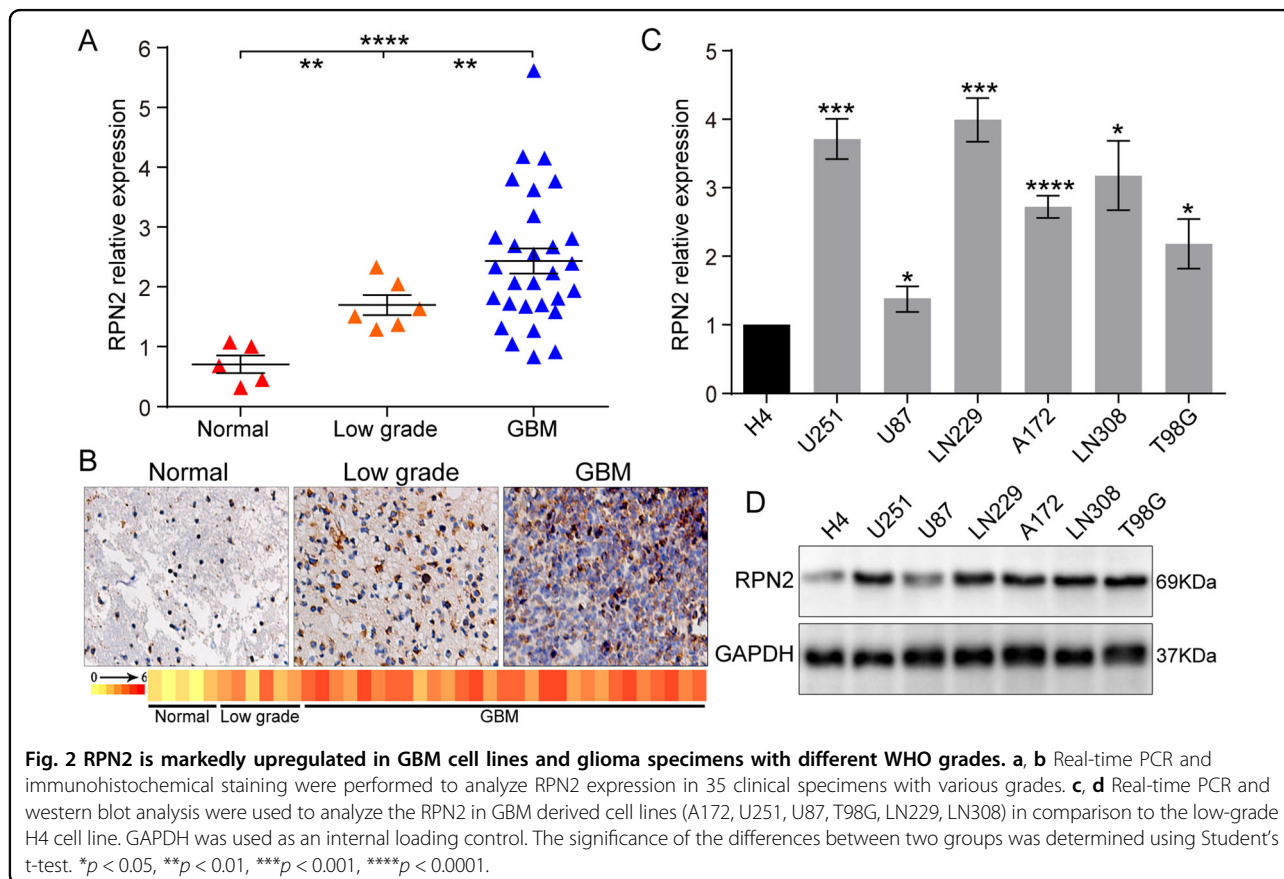 A
RPN2 relative expression
6
5
4
3
2
1
0
****
**
**
Normal
Low grade
GBM
B
Normal
Low grade
GBM
0
6
Normal
Low grade
GBM
C
RPN2 relative expression
5
4
3
2
1
0
***
*
***
****
*
*
H4
U251
U87
LN229
A172
LN308
T98G
D
H4
U251
U87
LN229
A172
LN308
T98G
RPN2
69KDa
GAPDH
37KDa
Fig. 2 RPN2 is markedly upregulated in GBM cell lines and glioma specimens with different WHO grades. a, b Real-time PCR and
immunohistochemical staining were performed to analyze RPN2 expression in 35 clinical specimens with various grades. c, d Real-time PCR and
western blot analysis were used to analyze the RPN2 in GBM derived cell lines (A172, U251, U87, T98G, LN229, LN308) in comparison to the low-grade
H4 cell line. GAPDH was used as an internal loading control. The significance of the differences between two groups was determined using Student's
t-test. *p < 0.05, **p < 0.01, ***p < 0.001, ****p < 0.0001.